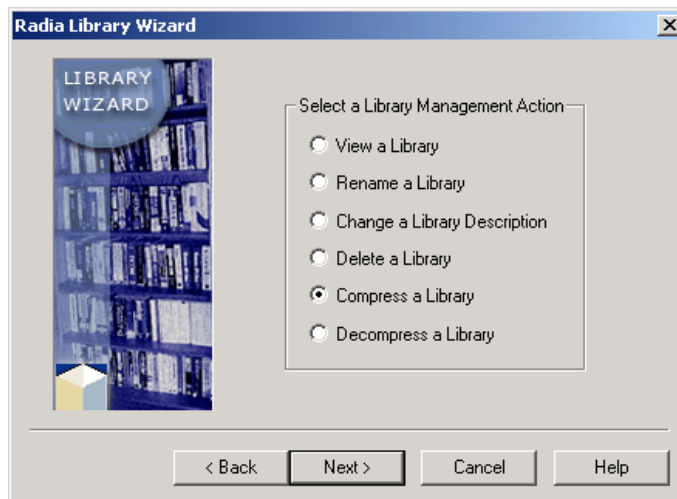 Radia Library Wizard
LIBRARY
WIZARD
Select a Library Management Action
View a Library
Rename a Library
Change a Library Description
Delete a Library
Compress a Library
Decompress a Library
< Back
Next >
Cancel
Help